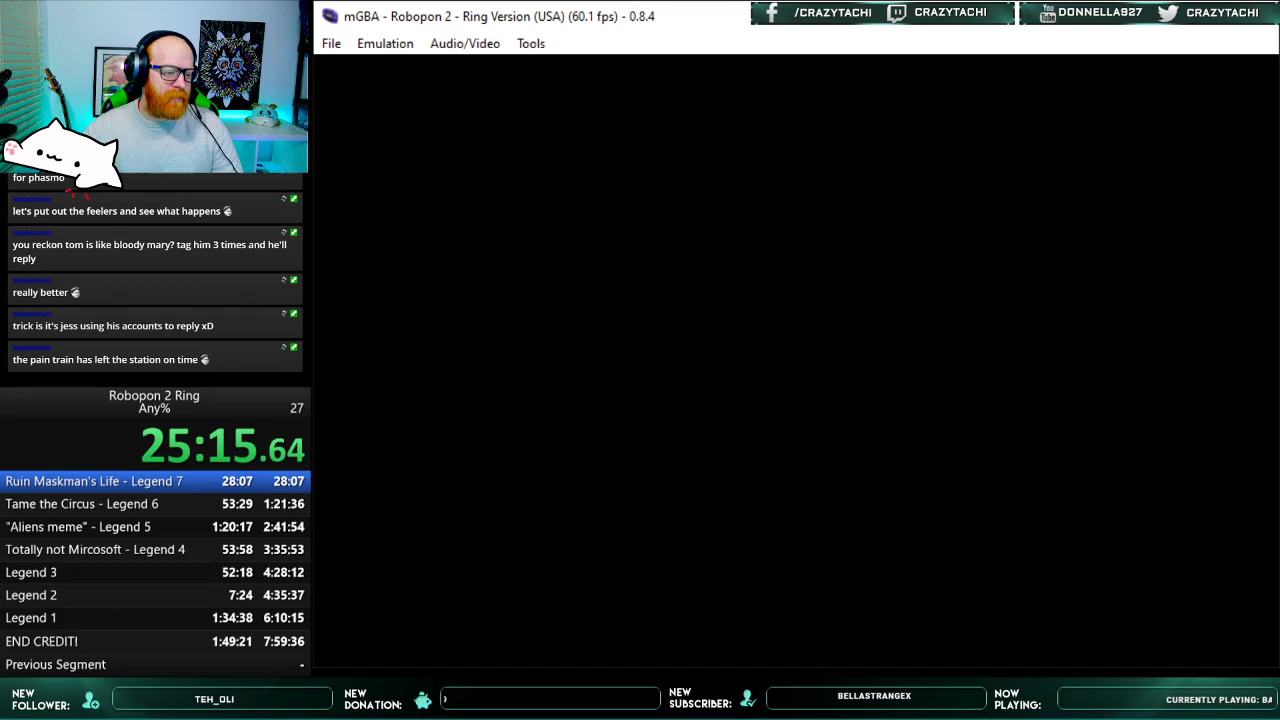 mGBA - Robopon 2 - Ring Version (USA) (60.1 fps) - 0.8.4
/CRAZYTACHI
CRAZYTACHI
You Tube
DONNELLA827
CRAZYTACHI
File
Emulation
Audio/Video
Tools
for phasmo
let's put out the feelers and see what happens
you reckon tom is like bloody mary? tag him 3 times and he'll
reply
really better
trick is it's jess using his accounts to reply xD
the pain train has left the station on time
Robopon 2 Ring
Any%
27
25:15.64
Ruin Maskman's Life - Legend 7 28:07 28:07
Tame the Circus - Legend 6 53:29 1:21:36
"Aliens meme" - Legend 5 1:20:17 2:41:54
Totally not Mircosoft - Legend 4 53:58 3:35:53
Legend 3 52:18 4:28:12
Legend 2 7:24 4:35:37
Legend 1 1:34:38 6:10:15
END CREDIT! 1:49:21 7:59:36
Previous Segment -
NEW FOLLOWER:
TEH_OLI
NEW DONATION:
)
NEW SUBSCRIBER:
BELLASTRANGEX
NOW PLAYING:
CURRENTLY PLAYING: BA